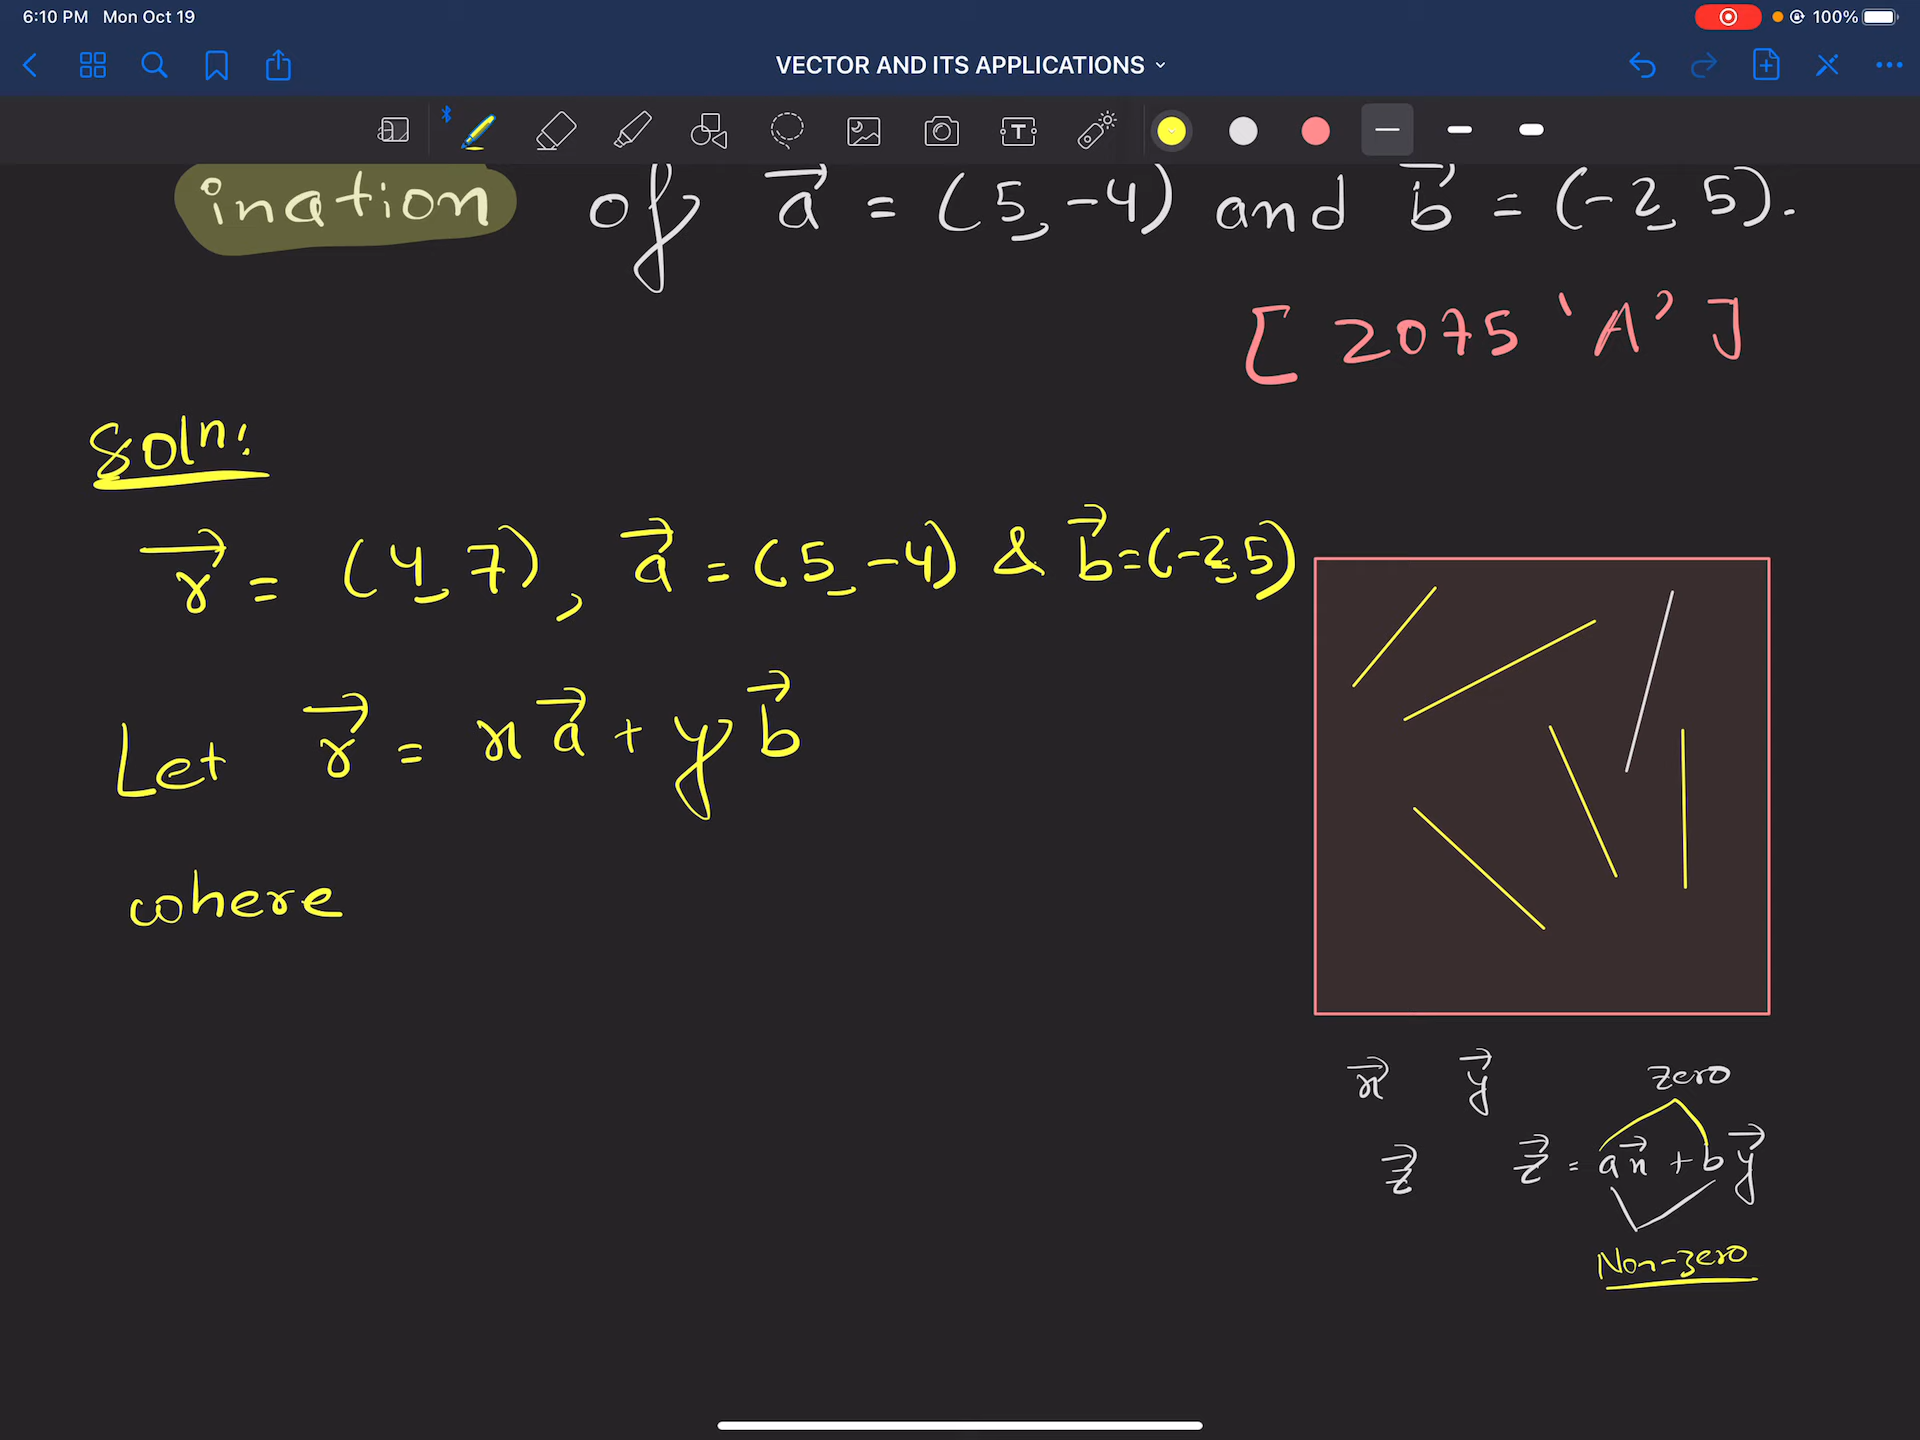 6:10 PM Mon Oct 19
100%
VECTOR AND ITS APPLICATIONS
ination of a⃗ = (5, -4) and b⃗ = (-2, 5).
[ 2075 'A' ]
Soln:
r⃗ = (4, 7), a⃗ = (5, -4) & b⃗ = (-2, 5)
Let r⃗ = x a⃗ + y b⃗
where
x⃗ y⃗
zero
z⃗ z⃗ = a x⃗ + b y⃗
Non-zero